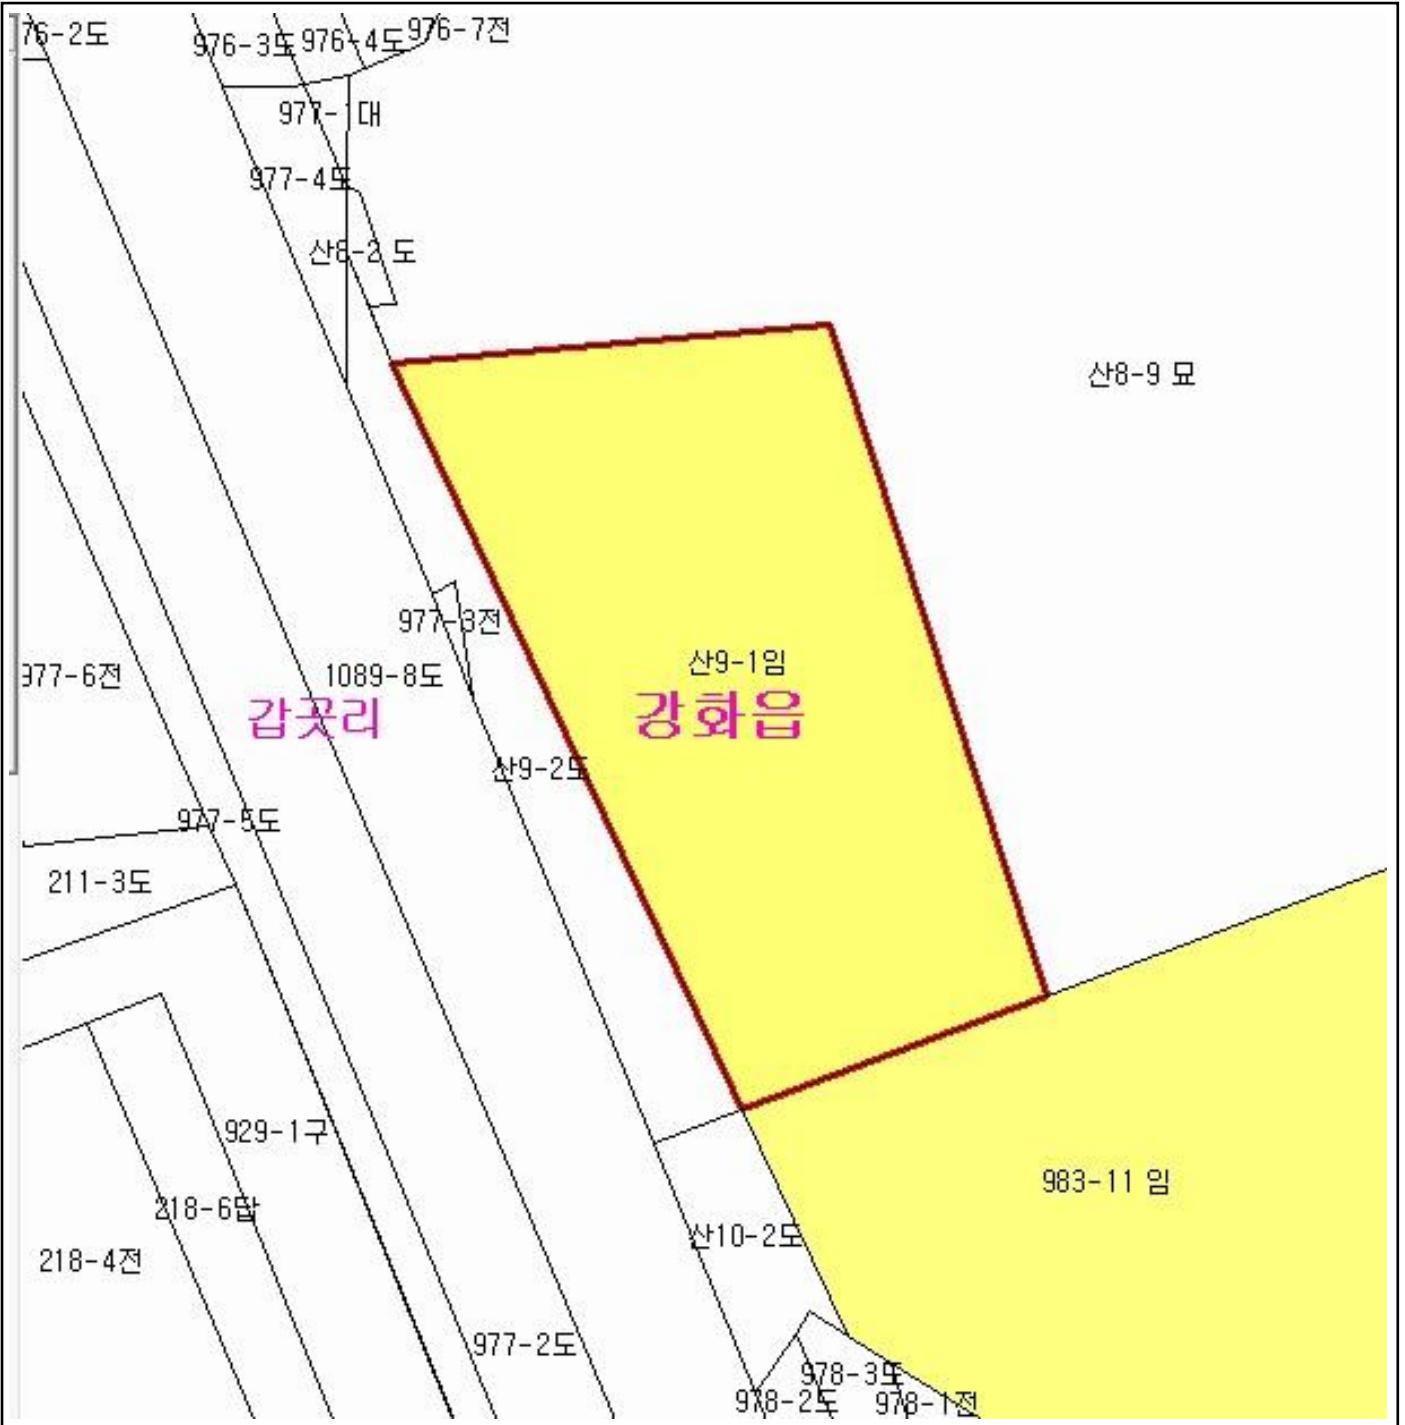 76-2도
976-3도
976-4도
976-7전
977-1대
977-4도
산8-2 도
산8-9 묘
977-3전
977-6전
1089-8도
산9-1임
갑곳리
강화읍
산9-2도
977-5도
211-3도
929-1구
983-11 임
218-6답
산10-2도
218-4전
977-2도
978-3도
978-2도
978-1전